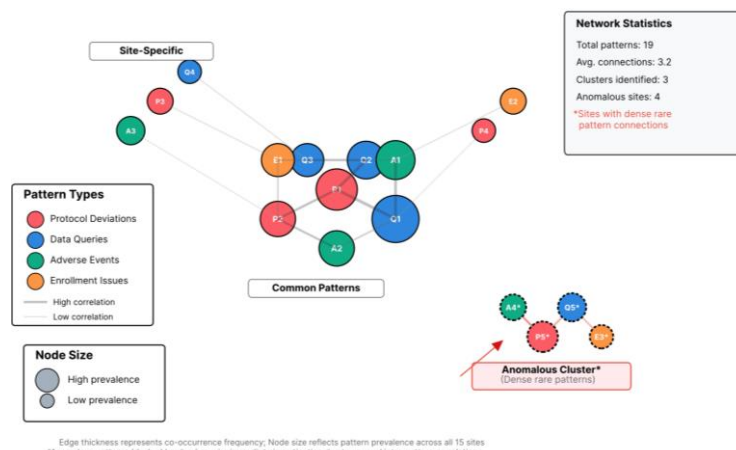 Site-Specific
Q4
P3
A3
E2
P4
E1
Q3
Q2
A1
P1
P2
Q1
A2
Common Patterns
Network Statistics
Total patterns: 19
Avg. connections: 3.2
Clusters identified: 3
Anomalous sites: 4
*Sites with dense rare
pattern connections
Pattern Types
Protocol Deviations
Data Queries
Adverse Events
Enrollment Issues
High correlation
Low correlation
Node Size
High prevalence
Low prevalence
A4*
Q5*
P5*
E3*
Anomalous Cluster*
(Dense rare patterns)
Edge thickness represents co-occurrence frequency; Node size reflects pattern prevalence across all 15 sites